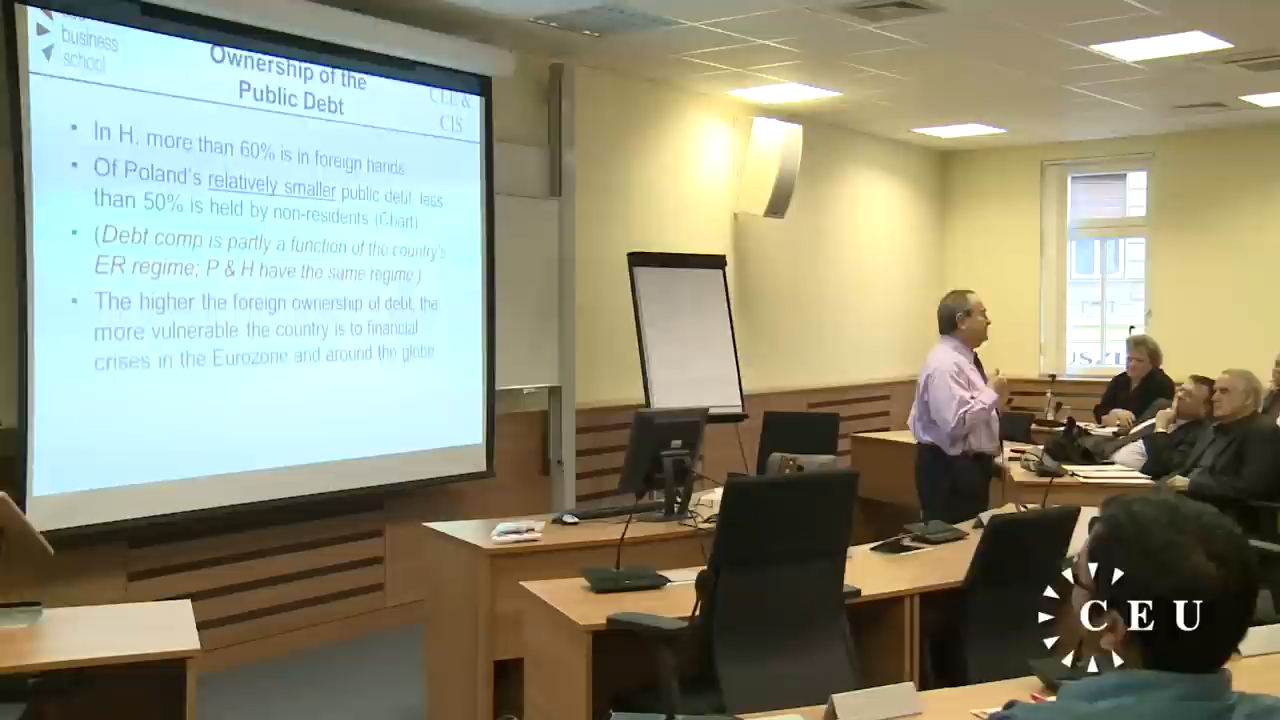 business
school
Ownership of the
Public Debt
CEE &
CIS
• In H, more than 60% is in foreign hands
• Of Poland's relatively smaller public debt less
than 50% is held by non-residents (Chart)
• (Debt comp is partly a function of the country's
ER regime; P & H have the same regime)
• The higher the foreign ownership of debt, the
more vulnerable the country is to financial
crises in the Eurozone and around the globe
CEU